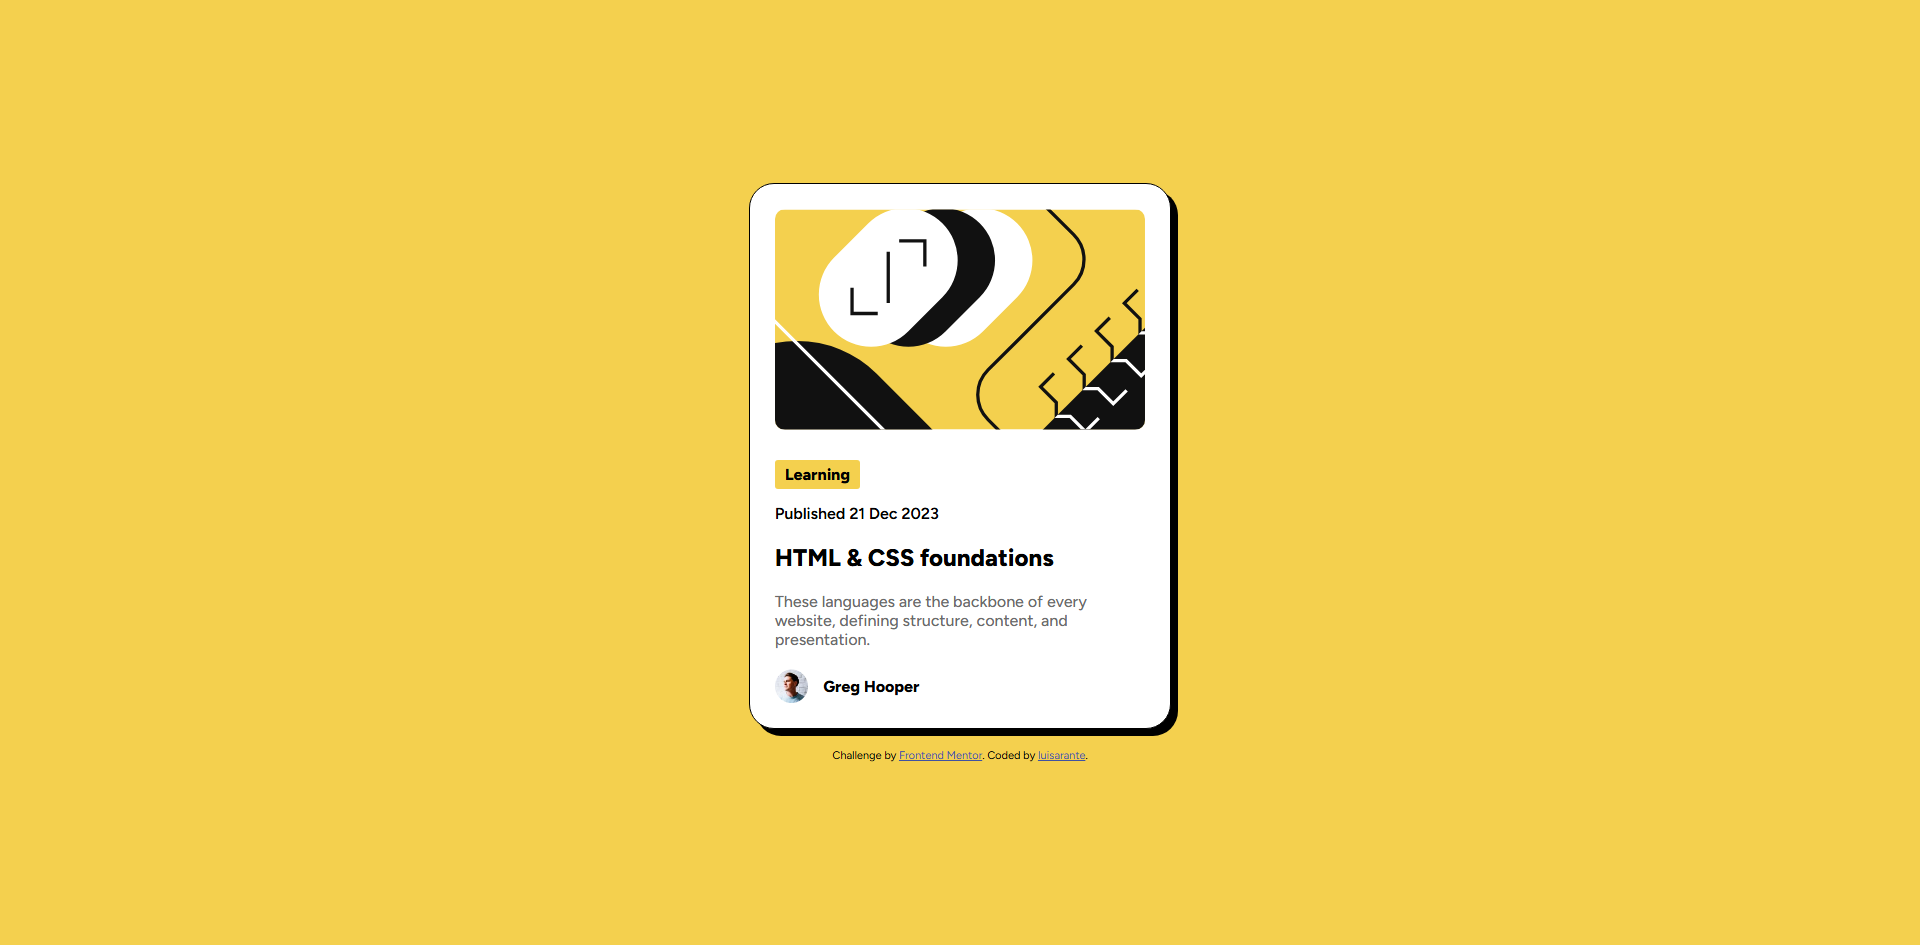 Learning
Published 21 Dec 2023
HTML & CSS foundations
These languages are the backbone of every
website, defining structure, content, and
presentation.
Greg Hooper
Challenge by Frontend Mentor. Coded by luisarante.